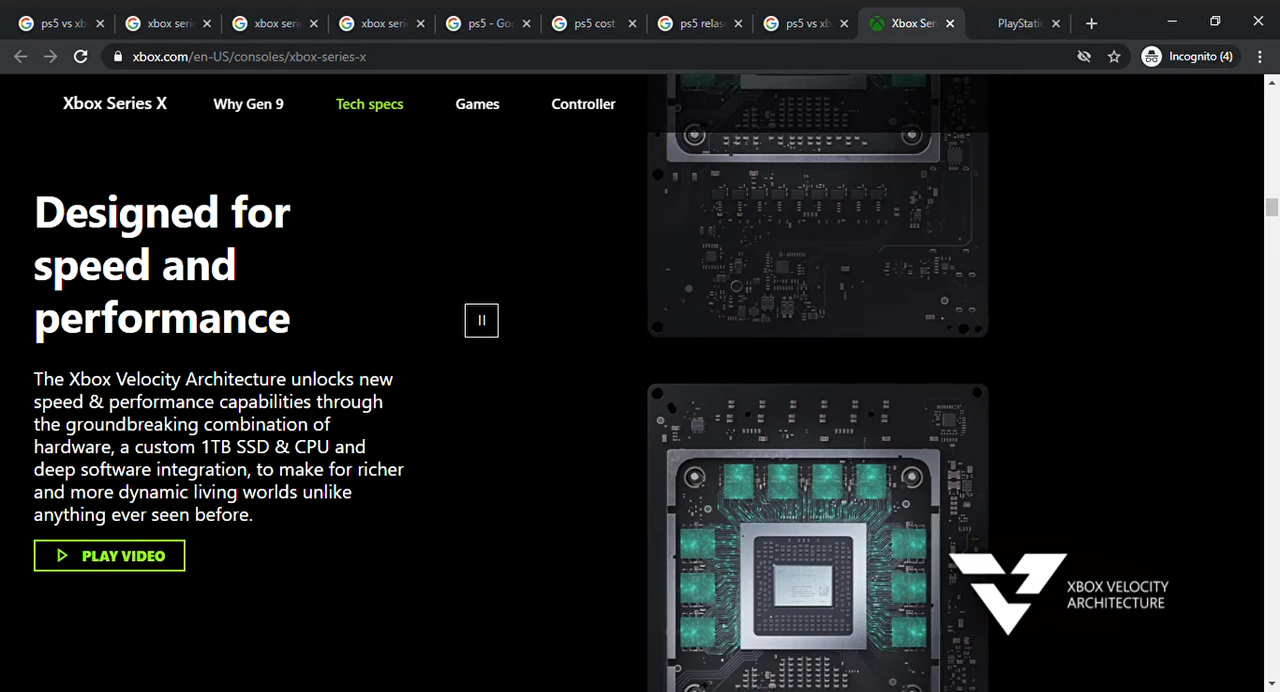 ps5 vs xb
xbox seri
xbox seri
xbox seri
ps5 - Goo
ps5 cost
ps5 relas
ps5 vs xb
Xbox Ser
PlayStati
xbox.com/en-US/consoles/xbox-series-x
Incognito (4)
Xbox Series X
Why Gen 9
Tech specs
Games
Controller
Designed for
speed and
performance
The Xbox Velocity Architecture unlocks new
speed & performance capabilities through
the groundbreaking combination of
hardware, a custom 1TB SSD & CPU and
deep software integration, to make for richer
and more dynamic living worlds unlike
anything ever seen before.
PLAY VIDEO
XBOX VELOCITY
ARCHITECTURE